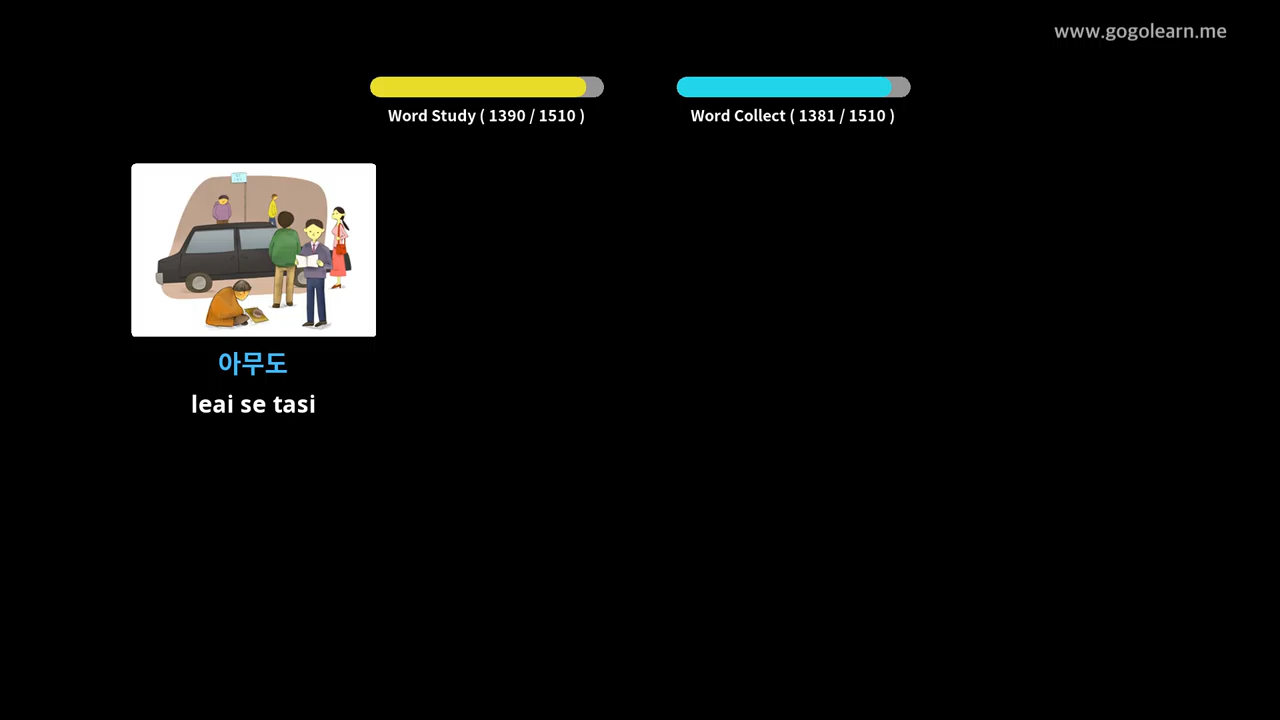 www.gogolearn.me
Word Study ( 1390 / 1510 )
Word Collect ( 1381 / 1510 )
아무도
leai se tasi